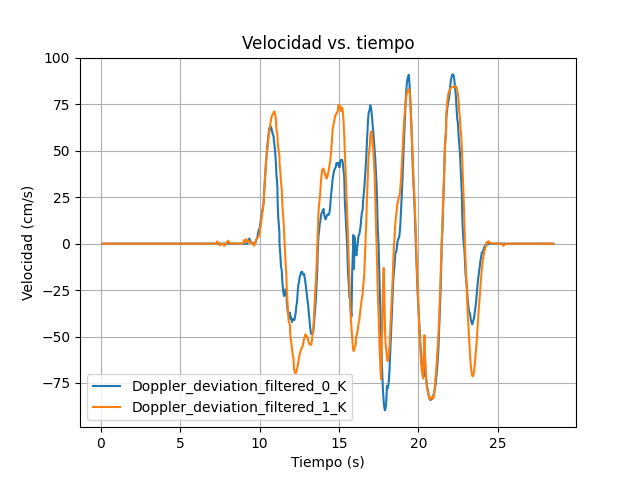 Velocidad vs. tiempo
100
75
50
25
0
−25
−50
−75
Velocidad (cm/s)
Doppler_deviation_filtered_0_K
Doppler_deviation_filtered_1_K
0 5 10 15 20 25
Tiempo (s)